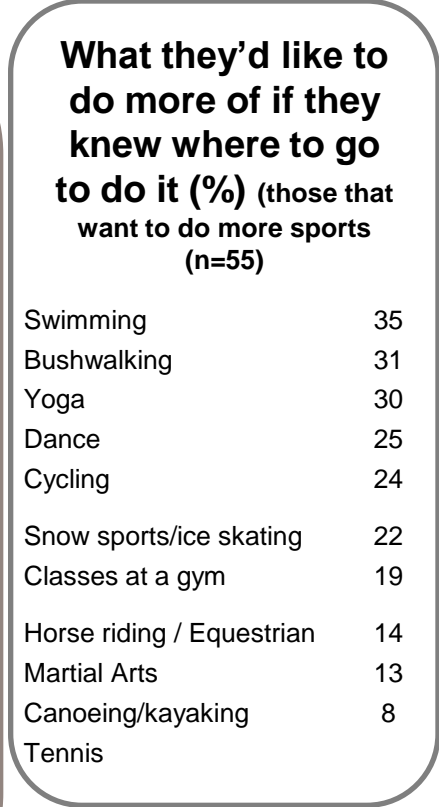 What they'd like to
do more of if they
knew where to go
to do it (%) (those that
want to do more sports
(n=55)
Swimming 35
Bushwalking 31
Yoga 30
Dance 25
Cycling 24
Snow sports/ice skating 22
Classes at a gym 19
Horse riding / Equestrian 14
Martial Arts 13
Canoeing/kayaking 8
Tennis